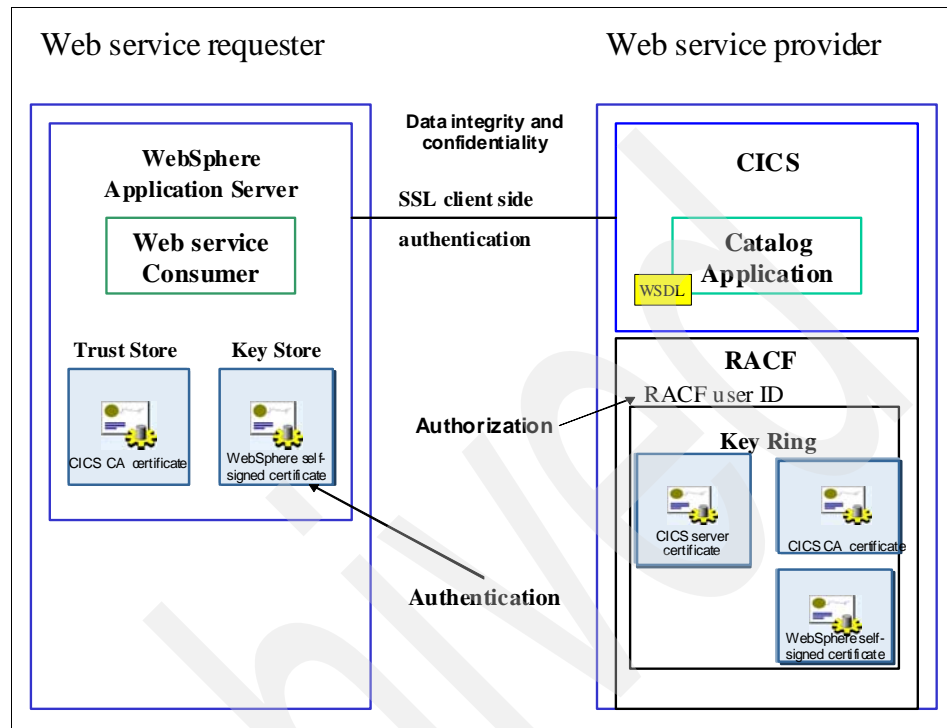 Web service requester
Web service provider
Data integrity and
confidentiality
SSL client side
authentication
WebSphere
Application Server
Web service
Consumer
Trust Store
Key Store
CICS CA certificate
WebSphere self-
signed certificate
CICS
Catalog
Application
WSDL
RACF
RACF user ID
Authorization
Key Ring
CICS server
certificate
CICS CA certificate
WebSphere self-
signed certificate
Authentication